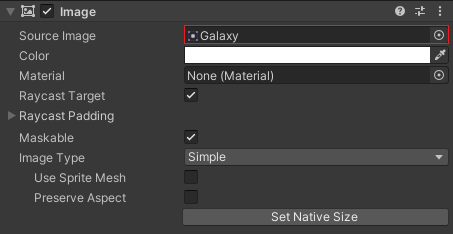 Image
Source Image Galaxy
Color
Material None (Material)
Raycast Target
Raycast Padding
Maskable
Image Type Simple
Use Sprite Mesh
Preserve Aspect
Set Native Size